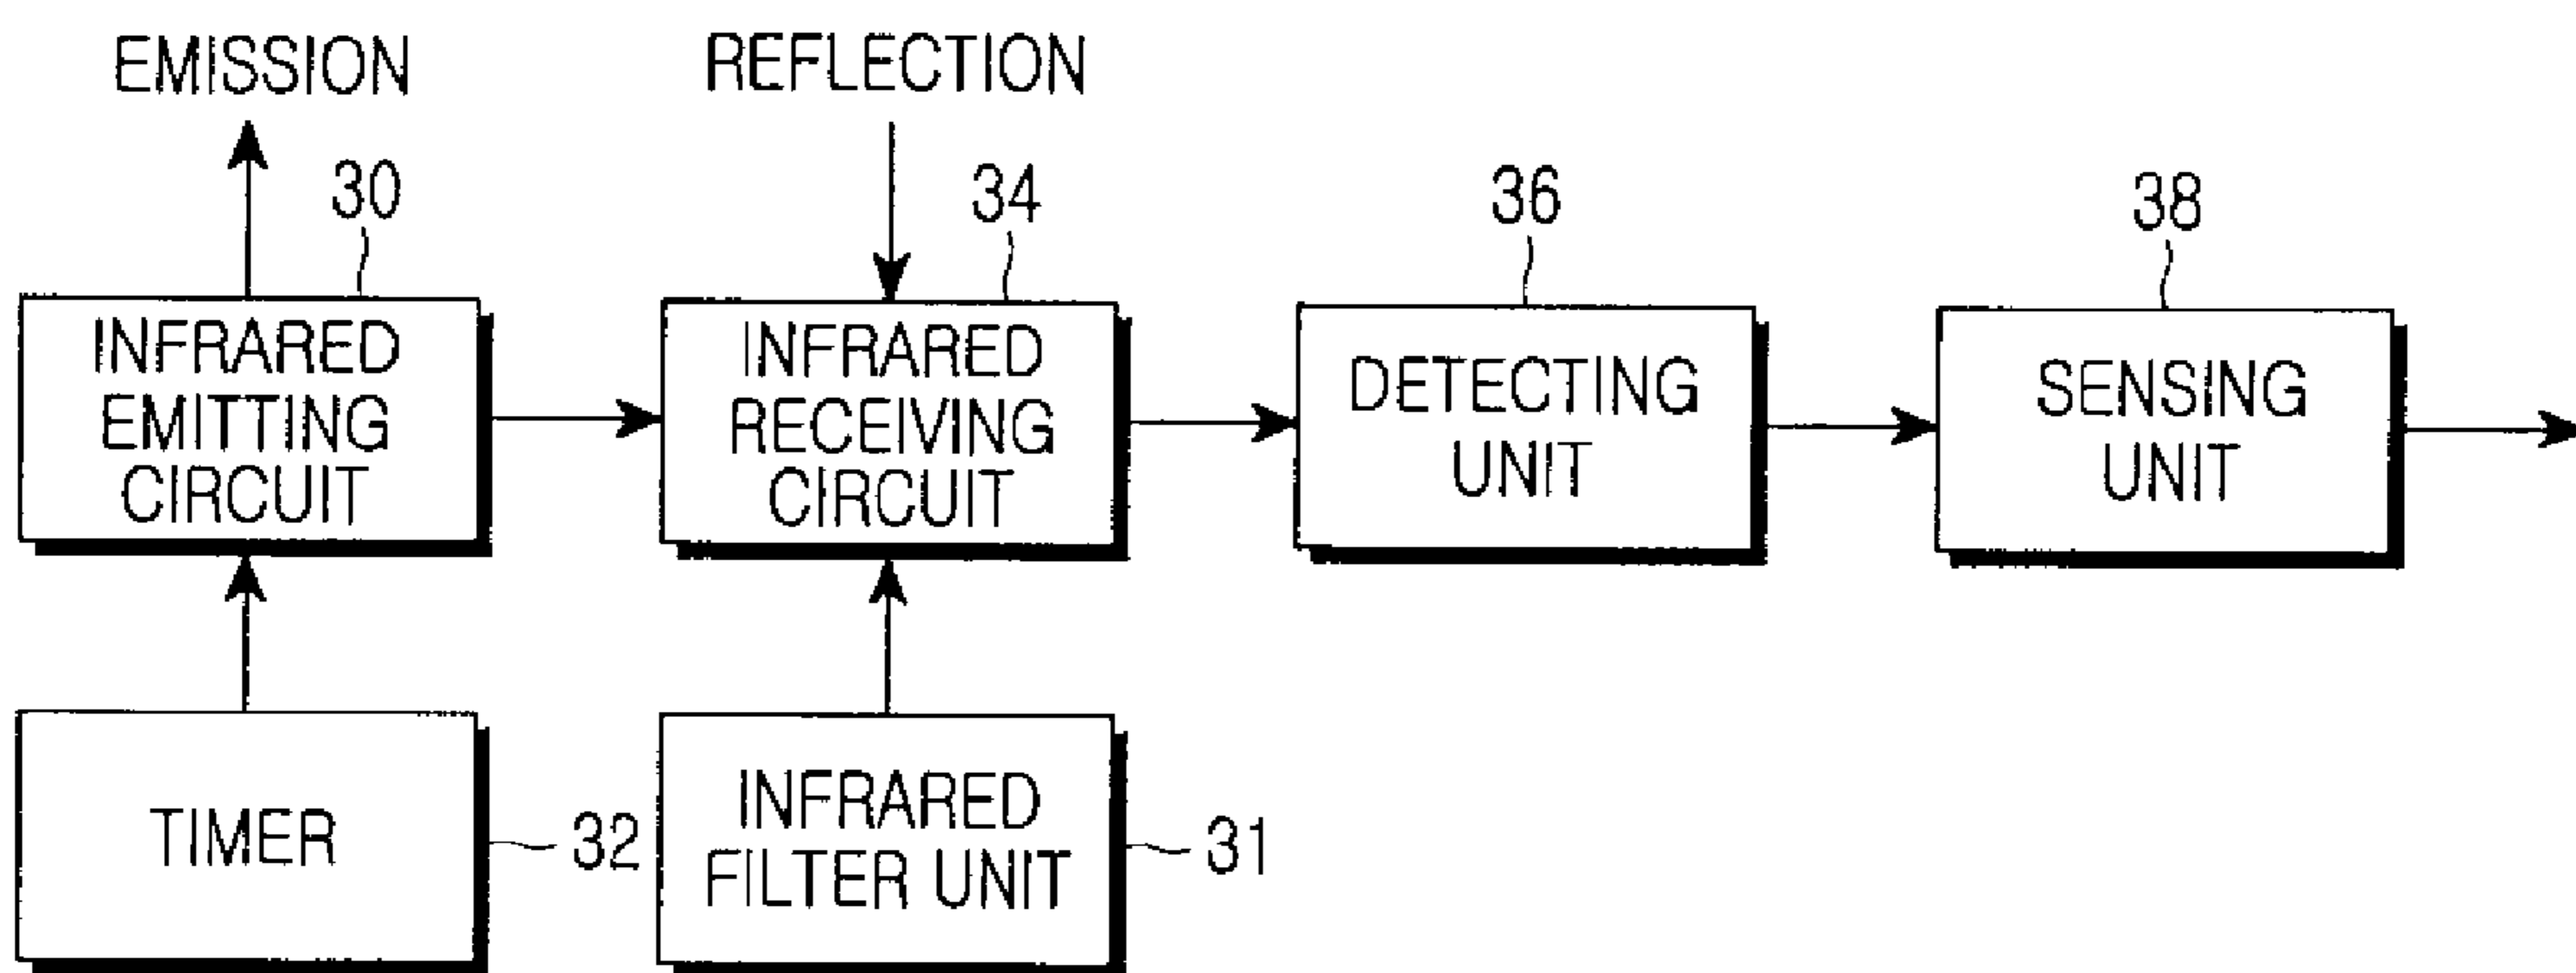 EMISSION
REFLECTION
30
34
36
38
INFRARED
EMITTING
CIRCUIT
INFRARED
RECEIVING
CIRCUIT
DETECTING
UNIT
SENSING
UNIT
TIMER
32
INFRARED
FILTER UNIT
31